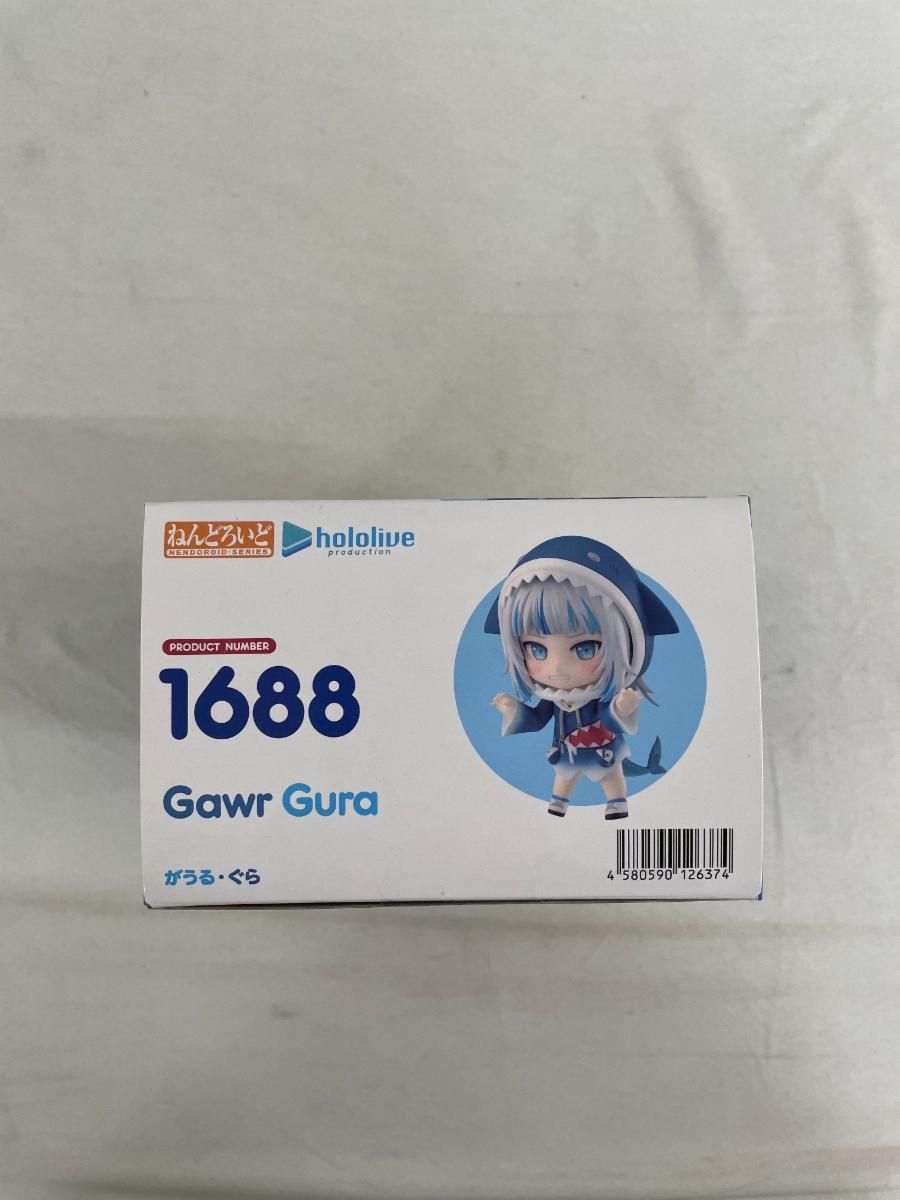 ねんどろいど
NENDOROID·SERIES
hololive
production
PRODUCT NUMBER
1688
Gawr Gura
がうる・ぐら
4 580590 126374